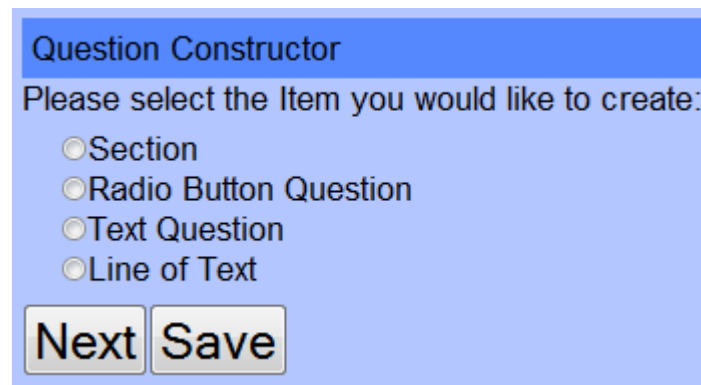 Question Constructor
Please select the Item you would like to create:
Section
Radio Button Question
Text Question
Line of Text
Next Save